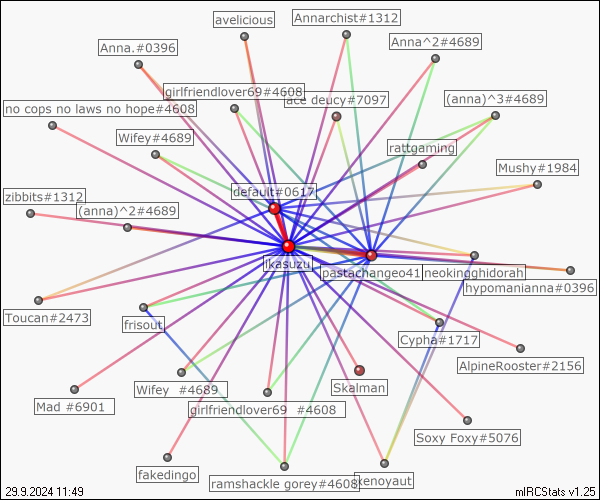 avelicious
Annarchist#1312
Anna.#0396
Anna^2#4689
girlfriendlover69#4608
ace deucy#7097
(anna)^3#4689
no cops no laws no hope#4608
Wifey#4689
rattgaming
Mushy#1984
default#0617
zibbits#1312
(anna)^2#4689
ikasuzu
pastachangeo41
neokingghidorah
hypomanianna#0396
Toucan#2473
frisout
Cypha#1717
AlpineRooster#2156
Wifey  #4689
Skalman
Mad #6901
girlfriendlover69  #4608
Soxy Foxy#5076
fakedingo
ramshackle gorey#4608
xenoyaut
29.9.2024 11:49
mIRCStats v1.25